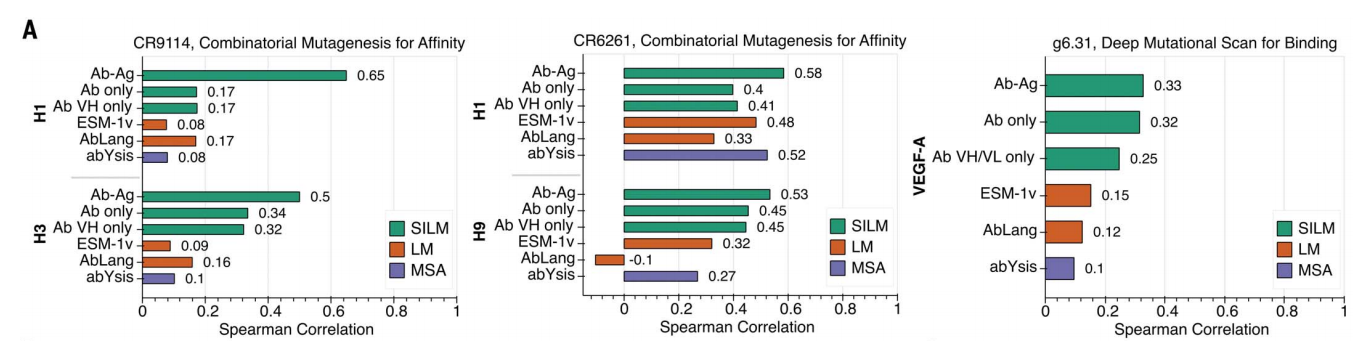 A
CR9114, Combinatorial Mutagenesis for Affinity
H1
Ab-Ag 0.65
Ab only 0.17
Ab VH only 0.17
ESM-1v 0.08
AbLang 0.17
abYsis 0.08
H3
Ab-Ag 0.5
Ab only 0.34
Ab VH only 0.32
ESM-1v 0.09
AbLang 0.16
abYsis 0.1
SILM
LM
MSA
0 0.2 0.4 0.6 0.8 1
Spearman Correlation
CR6261, Combinatorial Mutagenesis for Affinity
H1
Ab-Ag 0.58
Ab only 0.4
Ab VH only 0.41
ESM-1v 0.48
AbLang 0.33
abYsis 0.52
H9
Ab-Ag 0.53
Ab only 0.45
Ab VH only 0.45
ESM-1v 0.32
AbLang -0.1
abYsis 0.27
SILM
LM
MSA
0 0.2 0.4 0.6 0.8 1
Spearman Correlation
g6.31, Deep Mutational Scan for Binding
VEGF-A
Ab-Ag 0.33
Ab only 0.32
Ab VH/VL only 0.25
ESM-1v 0.15
AbLang 0.12
abYsis 0.1
SILM
LM
MSA
0 0.2 0.4 0.6 0.8 1
Spearman Correlation